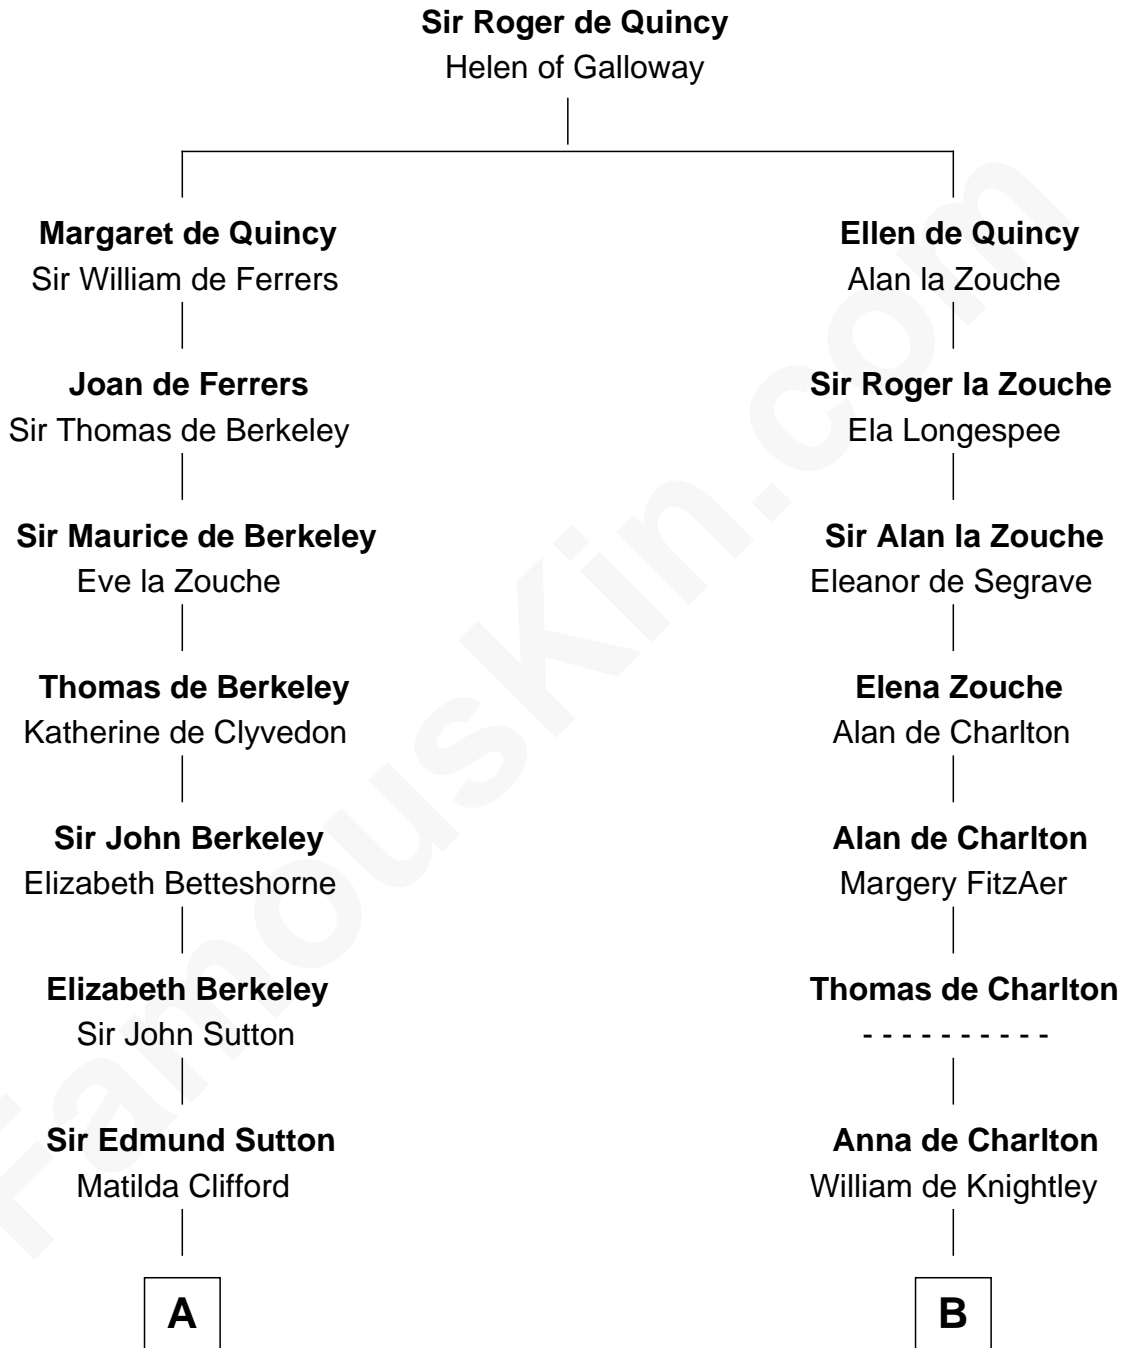 Sir Roger de Quincy
Helen of Galloway
Margaret de Quincy
Sir William de Ferrers
Ellen de Quincy
Alan la Zouche
Joan de Ferrers
Sir Thomas de Berkeley
Sir Roger la Zouche
Ela Longespee
Sir Maurice de Berkeley
Eve la Zouche
Sir Alan la Zouche
Eleanor de Segrave
Thomas de Berkeley
Katherine de Clyvedon
Elena Zouche
Alan de Charlton
Sir John Berkeley
Elizabeth Betteshorne
Alan de Charlton
Margery FitzAer
Elizabeth Berkeley
Sir John Sutton
Thomas de Charlton
- - - - - - - - - -
Sir Edmund Sutton
Matilda Clifford
Anna de Charlton
William de Knightley
A
B
FamousKin.com